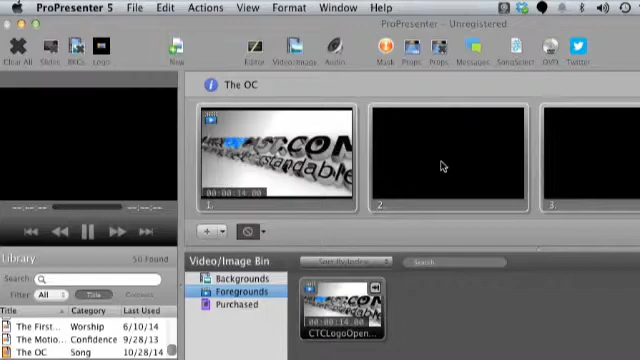 ProPresenter 5 File Edit Actions View Format Window Help
ProPresenter - Unregistered
Clear All Slides BKGs Logo New Editor Video/Image Audio Mask Props Props Messages SongSelect DVD Twitter
The OC
00:00:14.00
1. 2. 3.
--:--:-- --:--:--
Library 50 Found
Search:
Filter: All Title Contents
Title Category Last Used
The First... Worship 6/10/14
The Motio... Confidence 9/28/13
The OC Song 10/28/14
Video/Image Bin Search
Backgrounds
Foregrounds
Purchased
00:00:14.00
CTCLogoOpen...